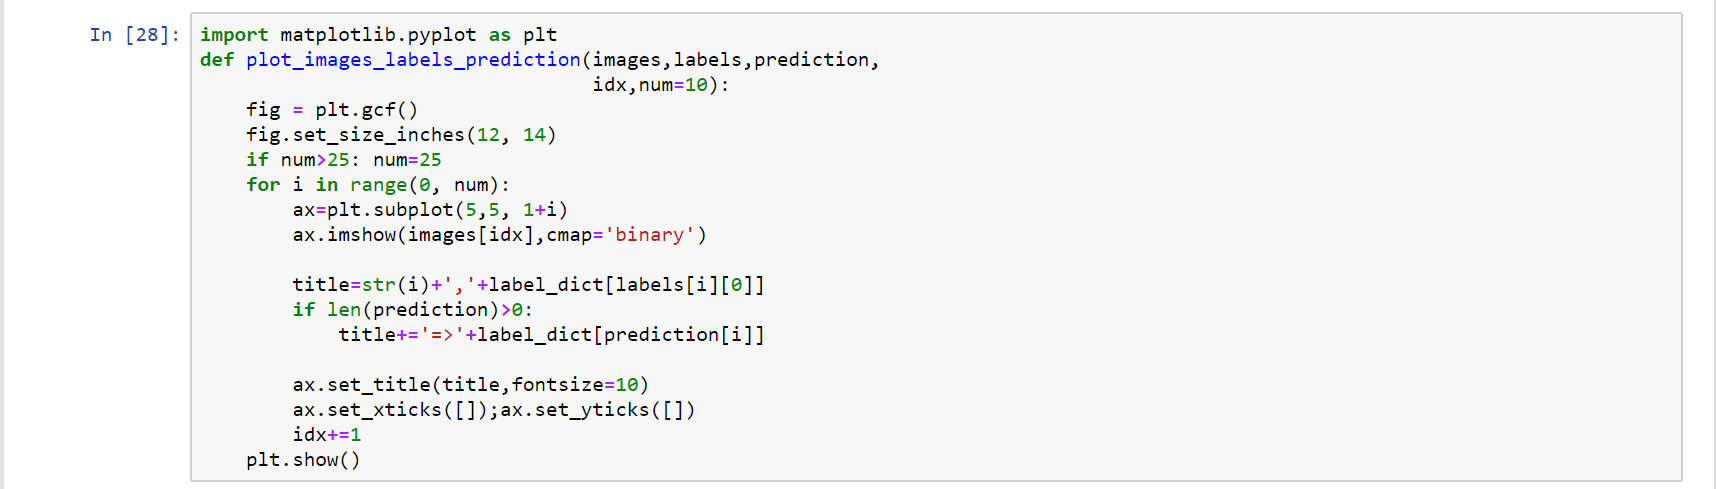 In [28]: import matplotlib.pyplot as plt
def plot_images_labels_prediction(images,labels,prediction,
                                  idx,num=10):
    fig = plt.gcf()
    fig.set_size_inches(12, 14)
    if num>25: num=25
    for i in range(0, num):
        ax=plt.subplot(5,5, 1+i)
        ax.imshow(images[idx],cmap='binary')

        title=str(i)+','+label_dict[labels[i][0]]
        if len(prediction)>0:
            title+='=>'+label_dict[prediction[i]]

        ax.set_title(title,fontsize=10)
        ax.set_xticks([]);ax.set_yticks([])
        idx+=1
    plt.show()